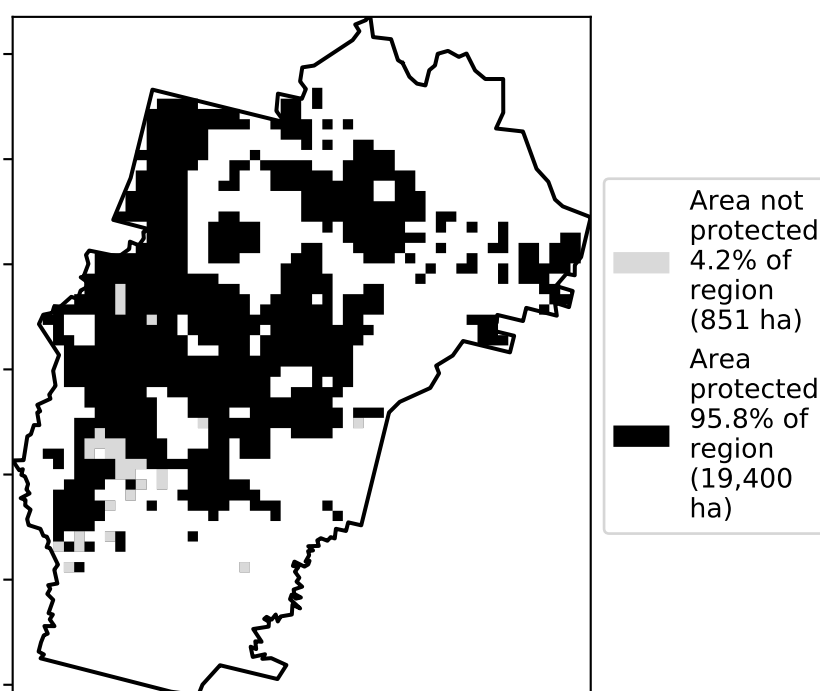 Area not
protected
4.2% of
region
(851 ha)
Area
protected
95.8% of
region
(19,400
ha)